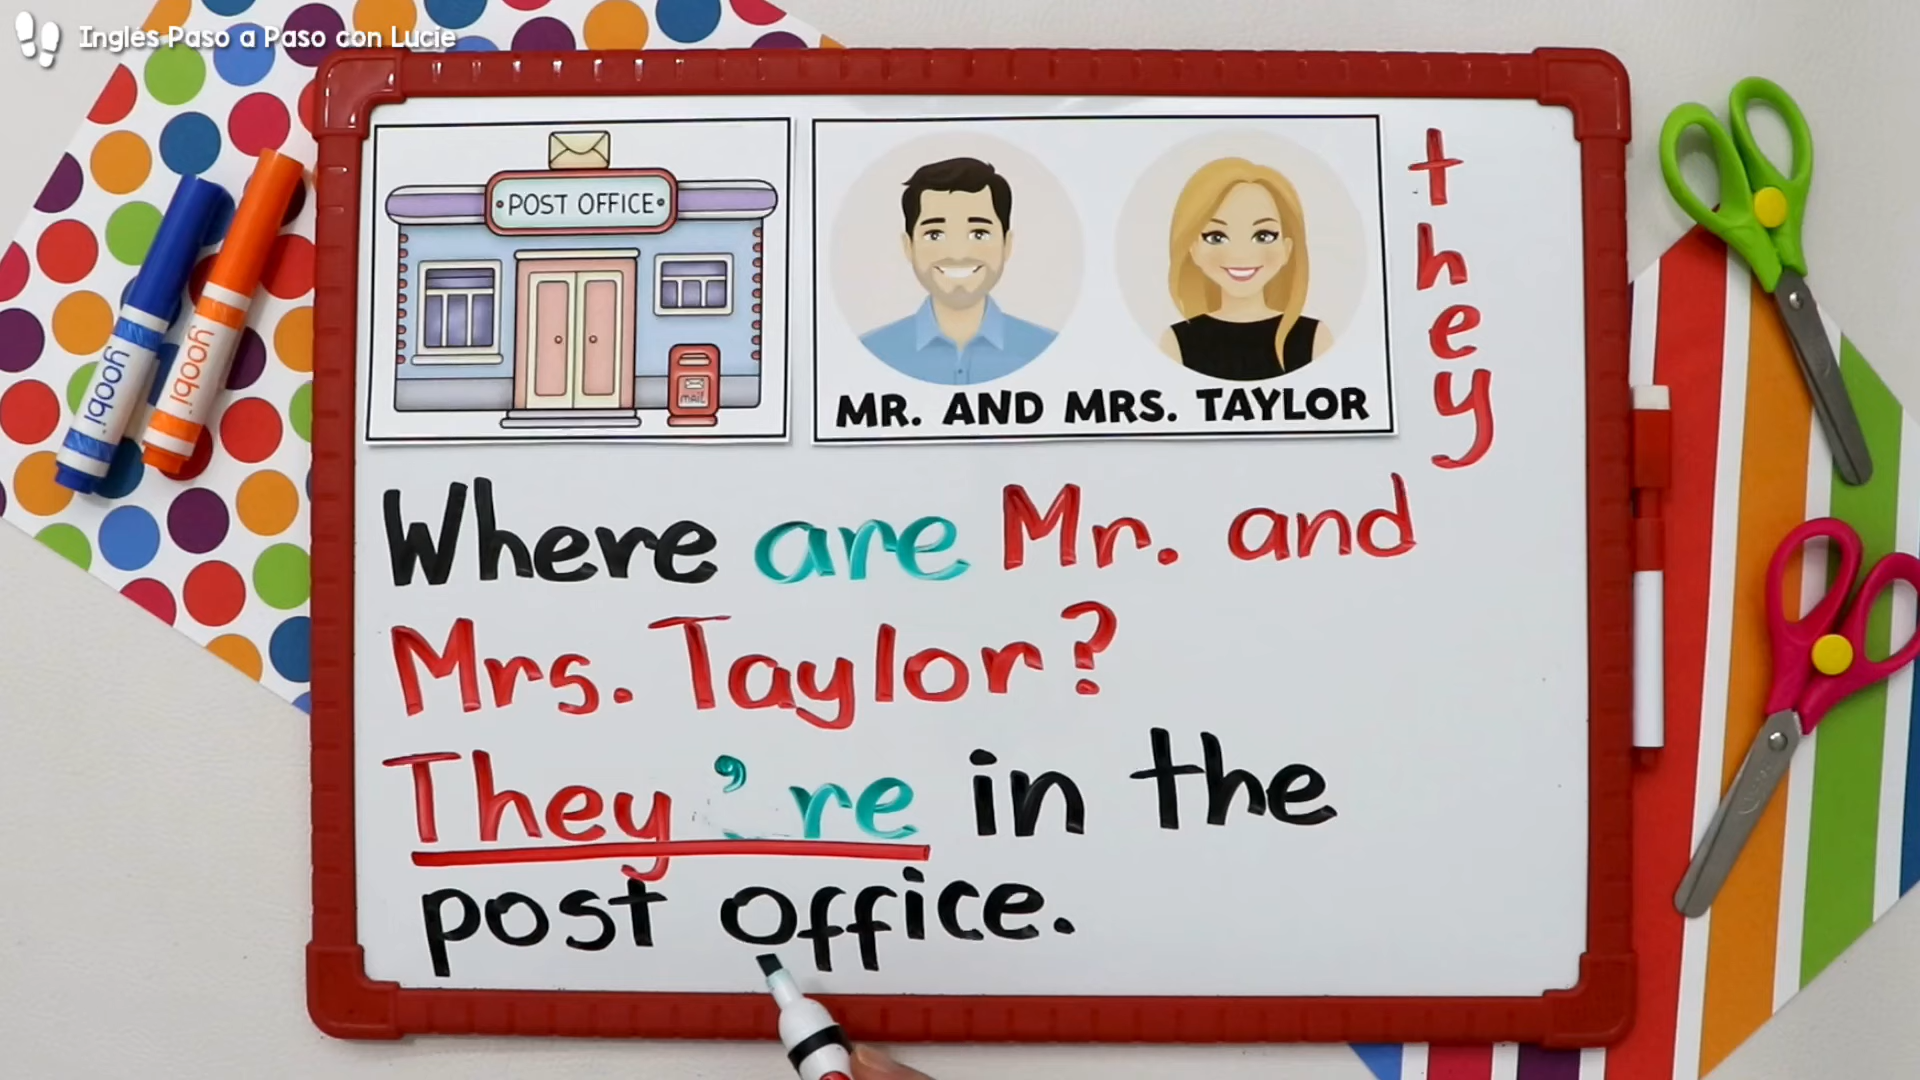 Inglés Paso a Paso con Lucie
POST OFFICE
MAIL
MR. AND MRS. TAYLOR
they
yoobi
yoobi
Where are Mr. and
Mrs. Taylor?
They're in the
post office.